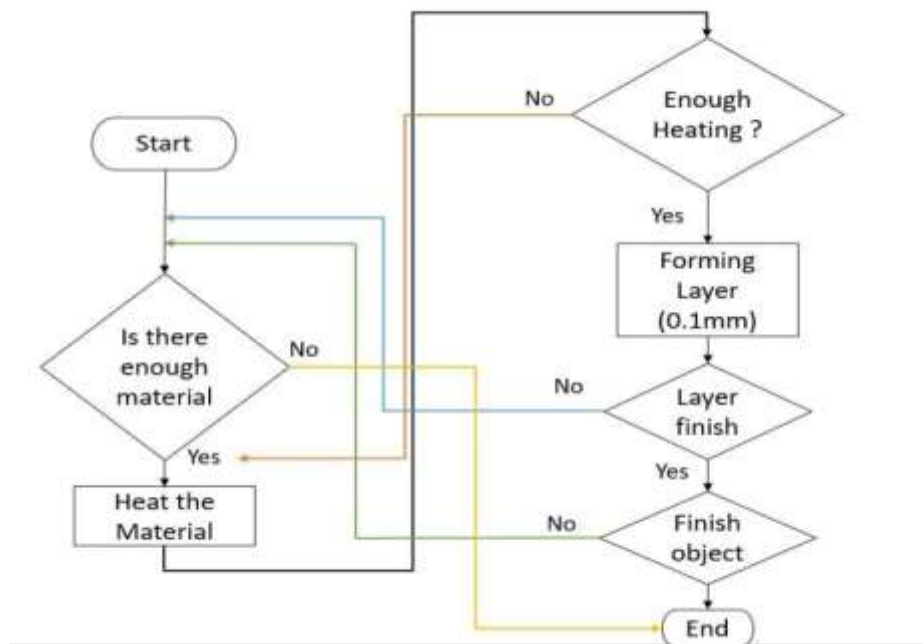 Start
Is there
enough
material
No
Yes
Heat the
Material
No
Enough
Heating ?
Yes
Forming
Layer
(0.1mm)
No
Layer
finish
Yes
No
Finish
object
End